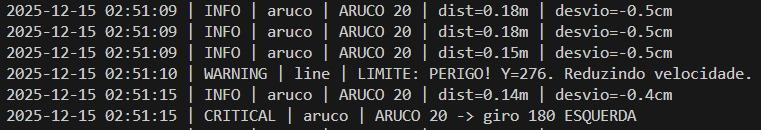 2025-12-15 02:51:09 | INFO | aruco | ARUCO 20 | dist=0.18m | desvio=-0.5cm
2025-12-15 02:51:09 | INFO | aruco | ARUCO 20 | dist=0.18m | desvio=-0.5cm
2025-12-15 02:51:09 | INFO | aruco | ARUCO 20 | dist=0.15m | desvio=-0.5cm
2025-12-15 02:51:10 | WARNING | line | LIMITE: PERIGO! Y=276. Reduzindo velocidade.
2025-12-15 02:51:15 | INFO | aruco | ARUCO 20 | dist=0.14m | desvio=-0.4cm
2025-12-15 02:51:15 | CRITICAL | aruco | ARUCO 20 -> giro 180 ESQUERDA